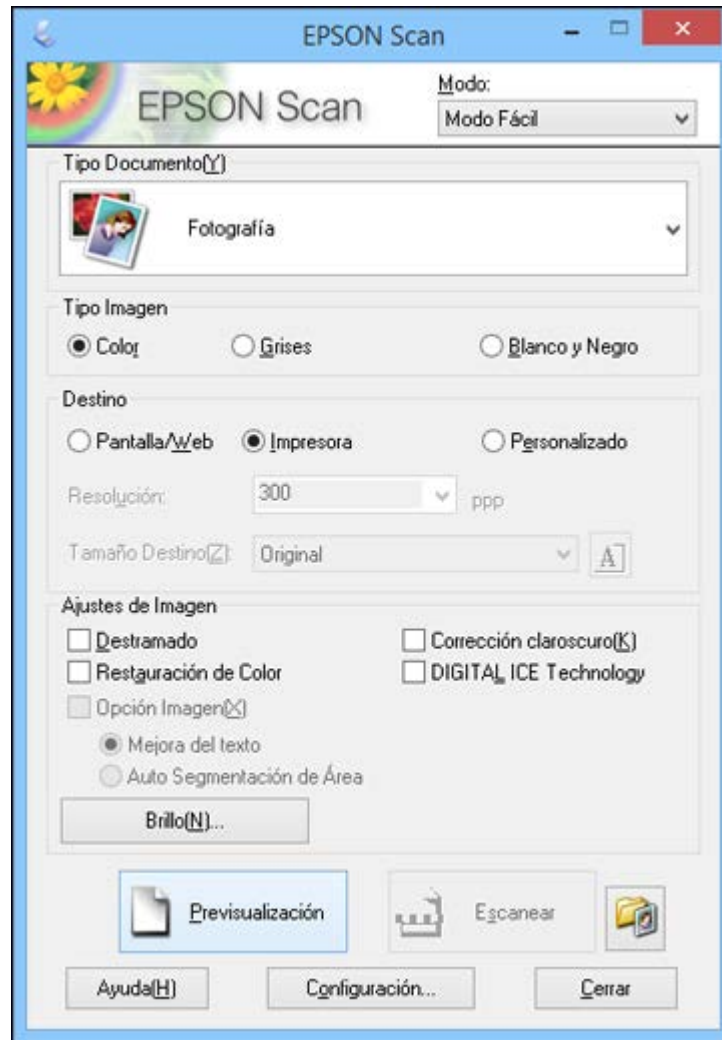 EPSON Scan
EPSON Scan
Modo:
Modo Fácil
Tipo Documento(Y)
Fotografía
Tipo Imagen
Color Grises Blanco y Negro
Destino
Pantalla/Web Impresora Personalizado
Resolución: 300 ppp
Tamaño Destino(Z): Original A
Ajustes de Imagen
Destramado Corrección claroscuro(K)
Restauración de Color DIGITAL ICE Technology
Opción Imagen(X)
Mejora del texto
Auto Segmentación de Área
Brillo(N)...
Previsualización Escanear
Ayuda(H) Configuración... Cerrar